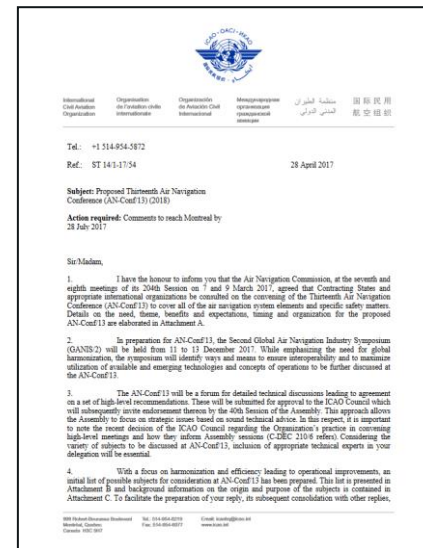 ICAO · OACI · ИКАО
International Civil Aviation Organization
Organisation de l'aviation civile internationale
Organización de Aviación Civil Internacional
Международная организация гражданской авиации
منظمة الطيران المدني الدولي
国际民用航空组织
Tel.: +1 514-954-5872
Ref.: ST 14/1-17/54 28 April 2017
Subject: Proposed Thirteenth Air Navigation
Conference (AN-Conf/13) (2018)
Action required: Comments to reach Montreal by
28 July 2017
Sir/Madam,
1. I have the honour to inform you that the Air Navigation Commission, at the seventh and
eighth meetings of its 204th Session on 7 and 9 March 2017, agreed that Contracting States and
appropriate international organizations be consulted on the convening of the Thirteenth Air Navigation
Conference (AN-Conf/13) to cover all of the air navigation system elements and specific safety matters.
Details on the need, theme, benefits and expectations, timing and organization for the proposed
AN-Conf/13 are elaborated in Attachment A.
2. In preparation for AN-Conf/13, the Second Global Air Navigation Industry Symposium
(GANIS/2) will be held from 11 to 13 December 2017. While emphasizing the need for global
harmonization, the symposium will identify ways and means to ensure interoperability and to maximize
utilization of available and emerging technologies and concepts of operations to be further discussed at
the AN-Conf/13.
3. The AN-Conf/13 will be a forum for detailed technical discussions leading to agreement
on a set of high-level recommendations. These will be submitted for approval to the ICAO Council which
will subsequently invite endorsement thereon by the 40th Session of the Assembly. This approach allows
the Assembly to focus on strategic issues based on sound technical advice. In this respect, it is important
to note the recent decision of the ICAO Council regarding the Organization's practice in convening
high-level meetings and how they inform Assembly sessions (C-DEC 210/6 refers). Considering the
variety of subjects to be discussed at AN-Conf/13, inclusion of appropriate technical experts in your
delegation will be essential.
4. With a focus on harmonization and efficiency leading to operational improvements, an
initial list of possible subjects for consideration at AN-Conf/13 has been prepared. This list is presented in
Attachment B and background information on the origin and purpose of the subjects is contained in
Attachment C. To facilitate the preparation of your reply, its subsequent consolidation with other replies,
999 Robert-Bourassa Boulevard Tel.: 514-954-8219 Email: icaohq@icao.int
Montréal, Quebec Fax: 514-954-6077 www.icao.int
Canada H3C 5H7